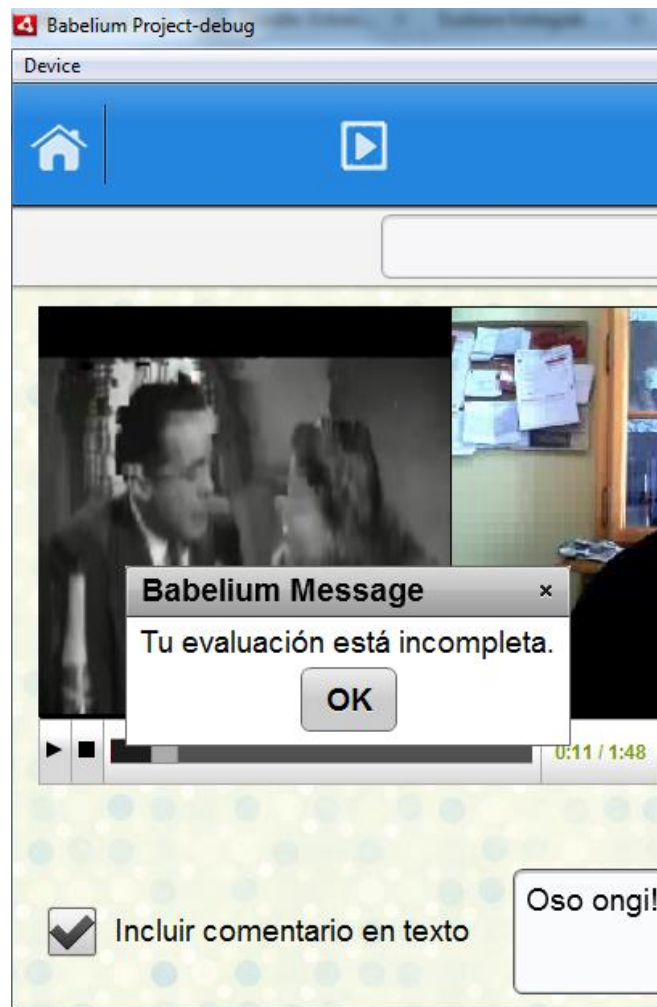 Babelium Project-debug
Device
Babelium Message ×
Tu evaluación está incompleta.
OK
0:11 / 1:48
Incluir comentario en texto
Oso ongi!